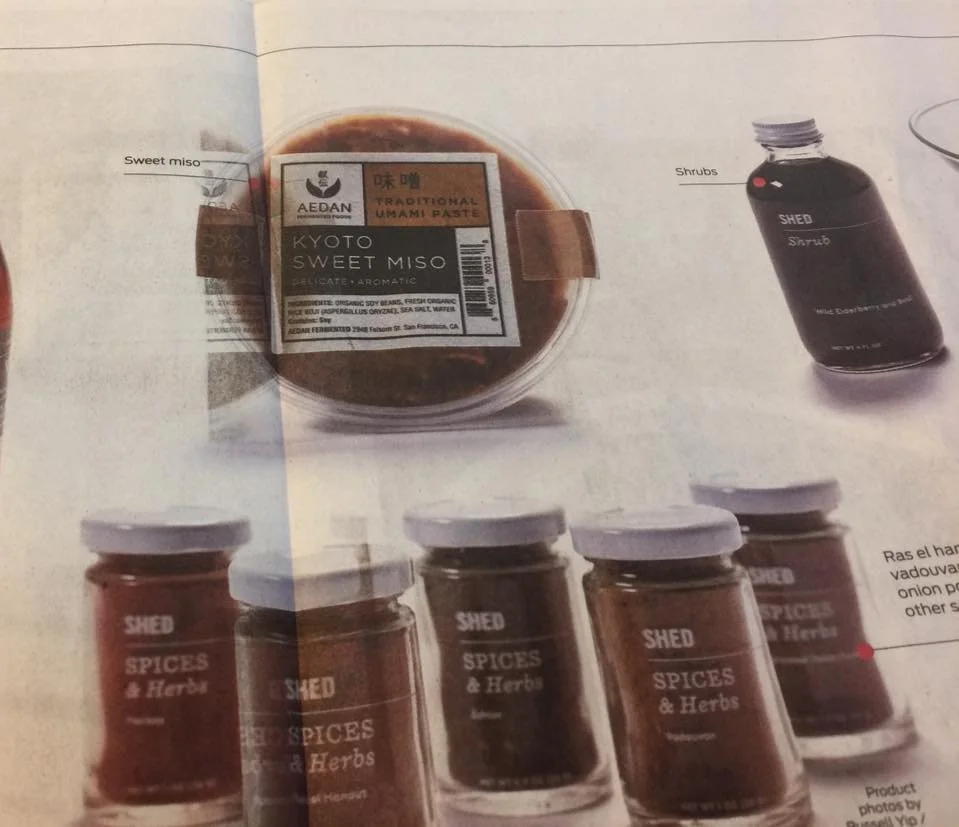 Sweet miso
AEDAN
FERMENTED FOODS
味噌
TRADITIONAL
UMAMI PASTE
KYOTO
SWEET MISO
DELICATE • AROMATIC
INGREDIENTS: ORGANIC SOY BEANS, FRESH ORGANIC
RICE KOJI (ASPERGILLUS ORYZAE), SEA SALT, WATER
Contains: Soy
AEDAN FERMENTED 2948 Folsom St. San Francisco, CA
Shrubs
SHED
Shrub
Wild Elderberry and Basil
SHED
SPICES
& Herbs
SHED
SPICES
& Herbs
SHED
SPICES
& Herbs
SHED
SPICES
& Herbs
Vadouvan
SHED
SPICES
& Herbs
Ras el han
vadouva
onion po
other s
Product
photos by
Russell Yip /